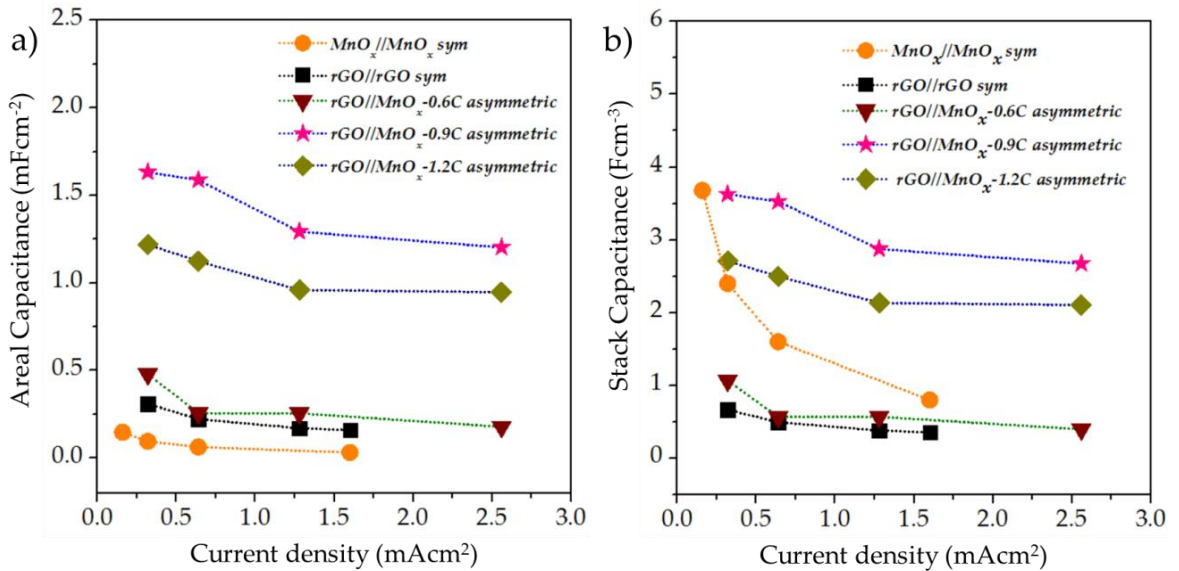 a)
2.5
2.0
1.5
1.0
0.5
0.0
Areal Capacitance (mFcm⁻²)
MnOₓ//MnOₓ sym
rGO//rGO sym
rGO//MnOₓ-0.6C asymmetric
rGO//MnOₓ-0.9C asymmetric
rGO//MnOₓ-1.2C asymmetric
0.0 0.5 1.0 1.5 2.0 2.5 3.0
Current density (mAcm²)
b)
6
5
4
3
2
1
0
Stack Capacitance (Fcm⁻³)
MnOₓ//MnOₓ sym
rGO//rGO sym
rGO//MnOₓ-0.6C asymmetric
rGO//MnOₓ-0.9C asymmetric
rGO//MnOₓ-1.2C asymmetric
0.0 0.5 1.0 1.5 2.0 2.5 3.0
Current density (mAcm²)